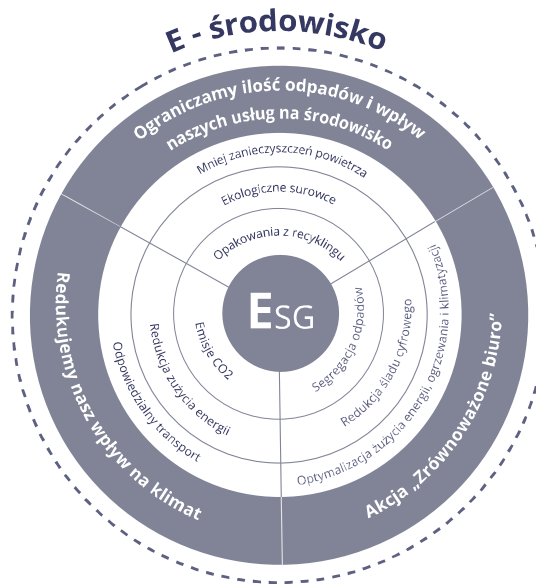 E - środowisko
Ograniczamy ilość odpadów i wpływ
naszych usług na środowisko
Mniej zanieczyszczeń powietrza
Ekologiczne surowce
Opakowania z recyklingu
ESG
Redukujemy nasz wpływ na klimat
Odpowiedzialny transport
Redukcja zużycia energii
Emisje CO2
Segregacja odpadów
Redukcja śladu cyfrowego
Optymalizacja zużycia energii, ogrzewania i klimatyzacji
Akcja „Zrównoważone biuro”